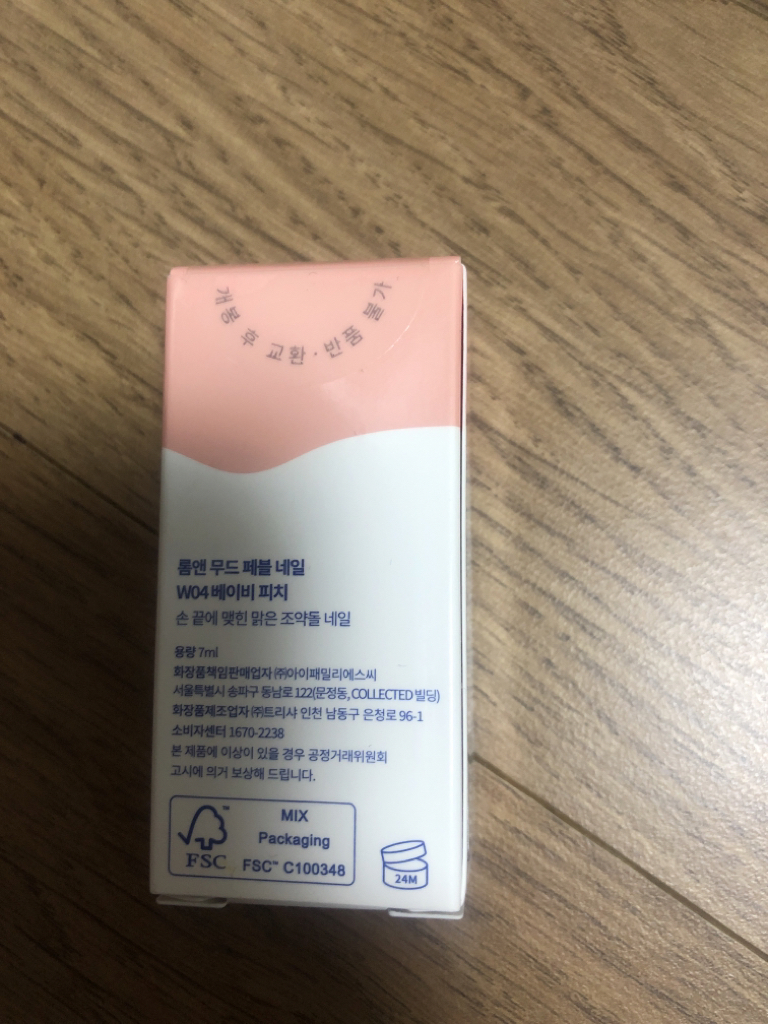 개봉 후 교환·반품 불가
롬앤 무드 페블 네일
W04 베이비 피치
손 끝에 맺힌 맑은 조약돌 네일
용량 7ml
화장품책임판매업자 ㈜아이패밀리에스씨
서울특별시 송파구 동남로 122(문정동, COLLECTED 빌딩)
화장품제조업자 ㈜트리샤 인천 남동구 은청로 96-1
소비자센터 1670-2238
본 제품에 이상이 있을 경우 공정거래위원회
고시에 의거 보상해 드립니다.
FSC
MIX
Packaging
FSC™ C100348
24M